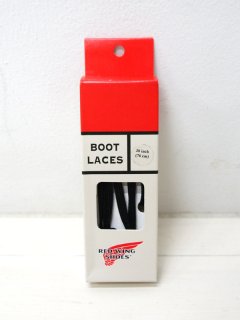 BOOT
LACES
30 inch
(76 cm)
RED WING
SHOES